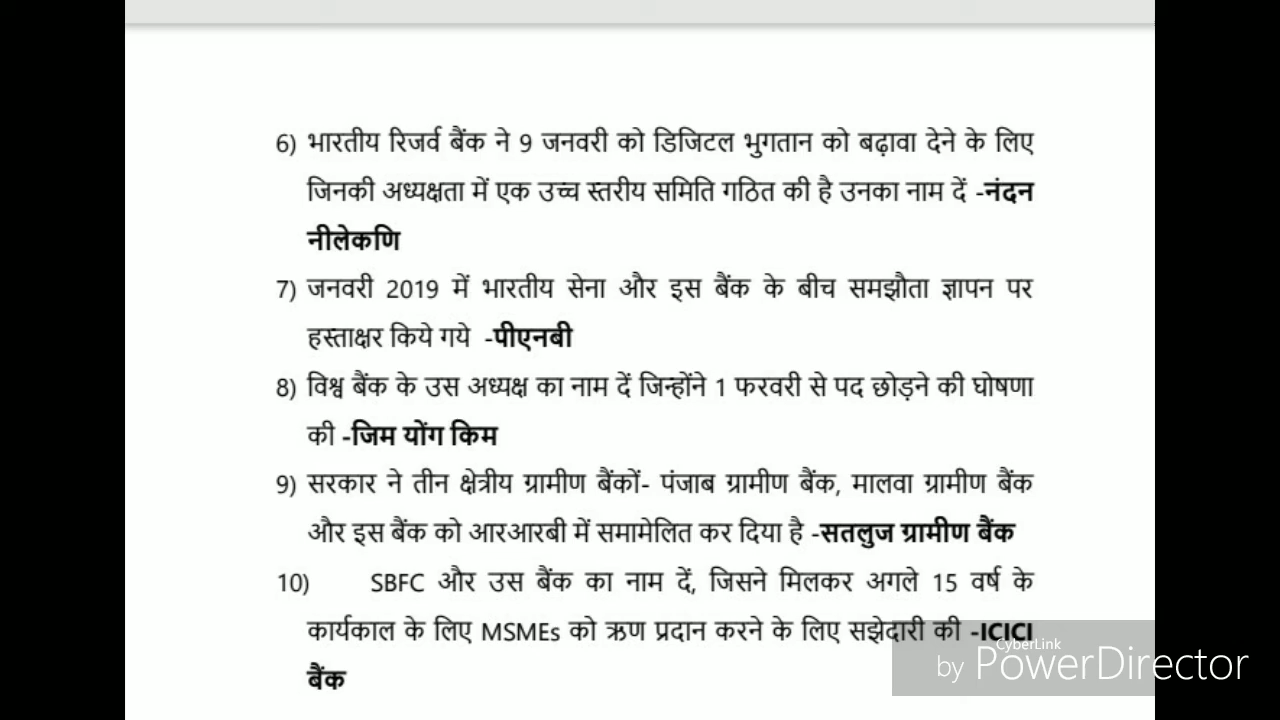 6) भारतीय रिजर्व बैंक ने 9 जनवरी को डिजिटल भुगतान को बढ़ावा देने के लिए
जिनकी अध्यक्षता में एक उच्च स्तरीय समिति गठित की है उनका नाम दें -नंदन
नीलेकणि
7) जनवरी 2019 में भारतीय सेना और इस बैंक के बीच समझौता ज्ञापन पर
हस्ताक्षर किये गये -पीएनबी
8) विश्व बैंक के उस अध्यक्ष का नाम दें जिन्होंने 1 फरवरी से पद छोड़ने की घोषणा
की -जिम योंग किम
9) सरकार ने तीन क्षेत्रीय ग्रामीण बैंकों- पंजाब ग्रामीण बैंक, मालवा ग्रामीण बैंक
और इस बैंक को आरआरबी में समामेलित कर दिया है -सतलुज ग्रामीण बैंक
10) SBFC और उस बैंक का नाम दें, जिसने मिलकर अगले 15 वर्ष के
कार्यकाल के लिए MSMEs को ऋण प्रदान करने के लिए सझेदारी की -ICICI
बैंक
CyberLink
by PowerDirector